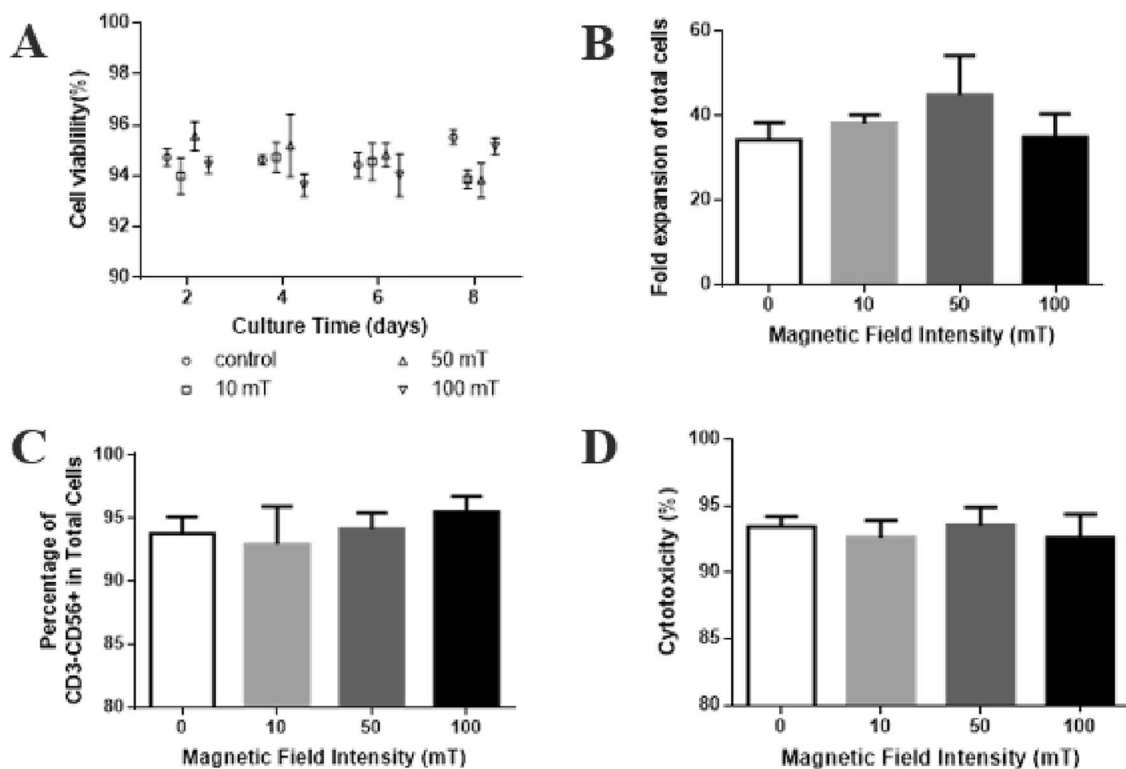 A
Cell viablility(%)
100
98
96
94
92
90
2 4 6 8
Culture Time (days)
control
50 mT
10 mT
100 mT
B
Fold expansion of total cells
60
40
20
0
0 10 50 100
Magnetic Field Intensity (mT)
C
Percentage of
CD3-CD56+ in Total Cells
100
95
90
85
80
0 10 50 100
Magnetic Field Intensity (mT)
D
Cytotoxicity (%)
100
95
90
85
80
0 10 50 100
Magnetic Field Intensity (mT)